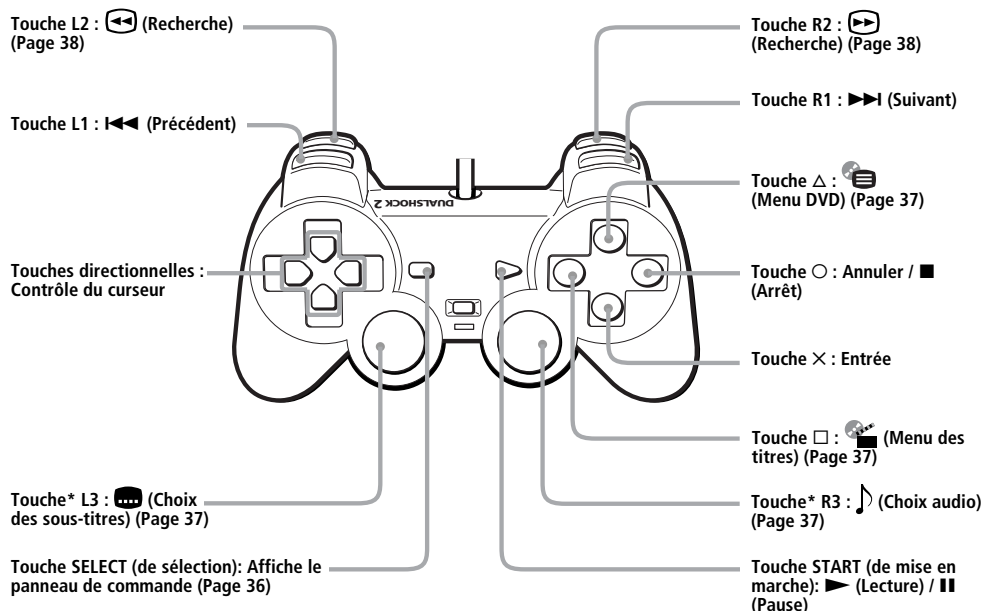 Touche L2 : ◀◀ (Recherche)
(Page 38)
Touche L1 : I◀◀ (Précédent)
Touches directionnelles :
Contrôle du curseur
Touche* L3 : (Choix
des sous-titres) (Page 37)
Touche SELECT (de sélection): Affiche le
panneau de commande (Page 36)
DUALSHOCK 2
Touche R2 : ▶▶
(Recherche) (Page 38)
Touche R1 : ▶▶I (Suivant)
Touche △ :
(Menu DVD) (Page 37)
Touche ○ : Annuler / ■
(Arrêt)
Touche ✕ : Entrée
Touche □ : (Menu des
titres) (Page 37)
Touche* R3 : ♪ (Choix audio)
(Page 37)
Touche START (de mise en
marche): ▶ (Lecture) / ❚❚
(Pause)